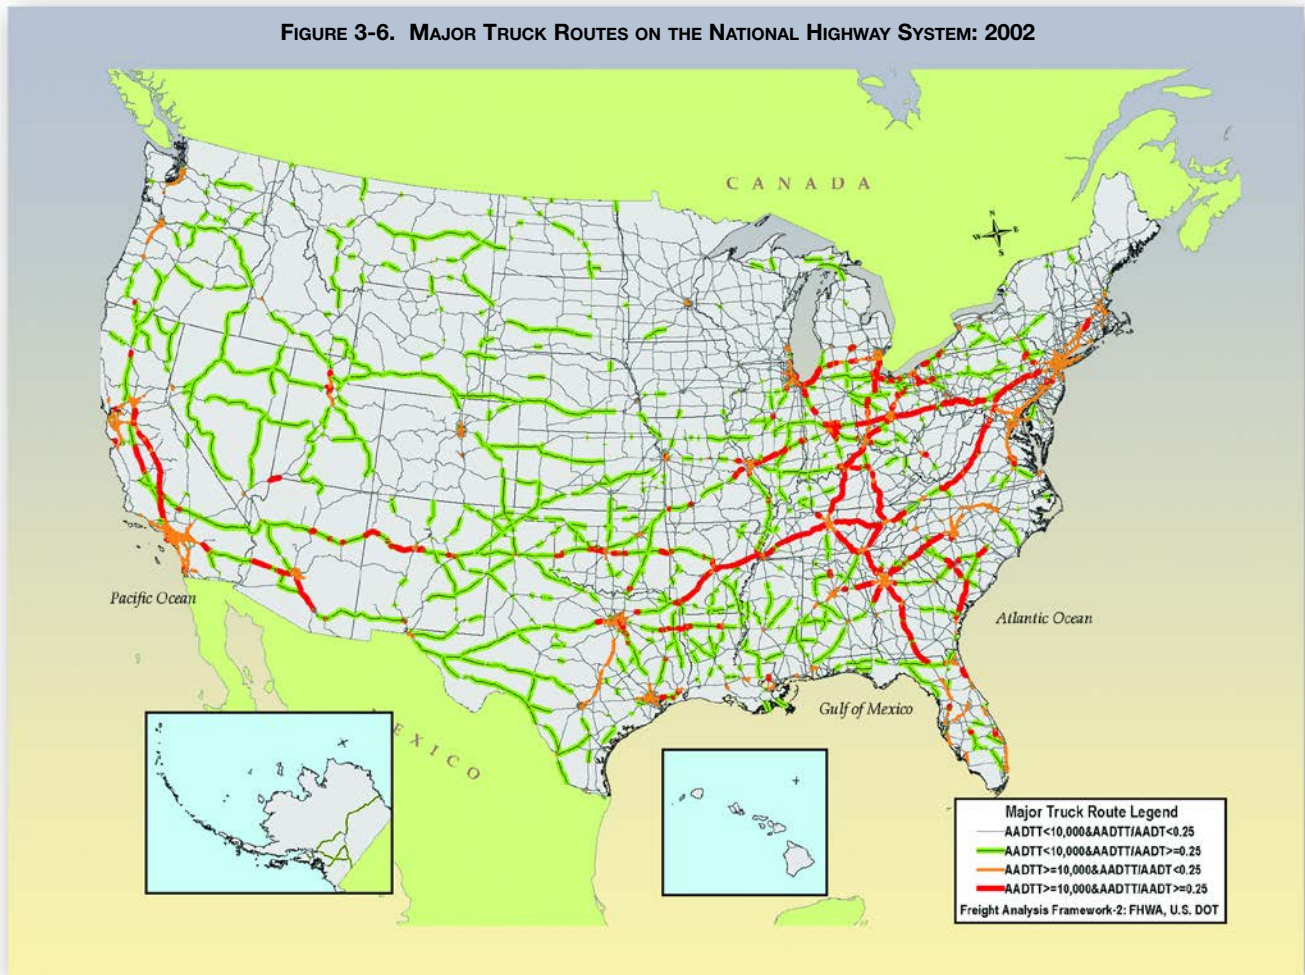 FIGURE 3-6. MAJOR TRUCK ROUTES ON THE NATIONAL HIGHWAY SYSTEM: 2002
CANADA
N
W E
S
Pacific Ocean
Atlantic Ocean
Gulf of Mexico
MEXICO
Major Truck Route Legend
AADTT<10,000&AADTT/AADT<0.25
AADTT<10,000&AADTT/AADT>=0.25
AADTT>=10,000&AADTT/AADT<0.25
AADTT>=10,000&AADTT/AADT>=0.25
Freight Analysis Framework-2: FHWA, U.S. DOT